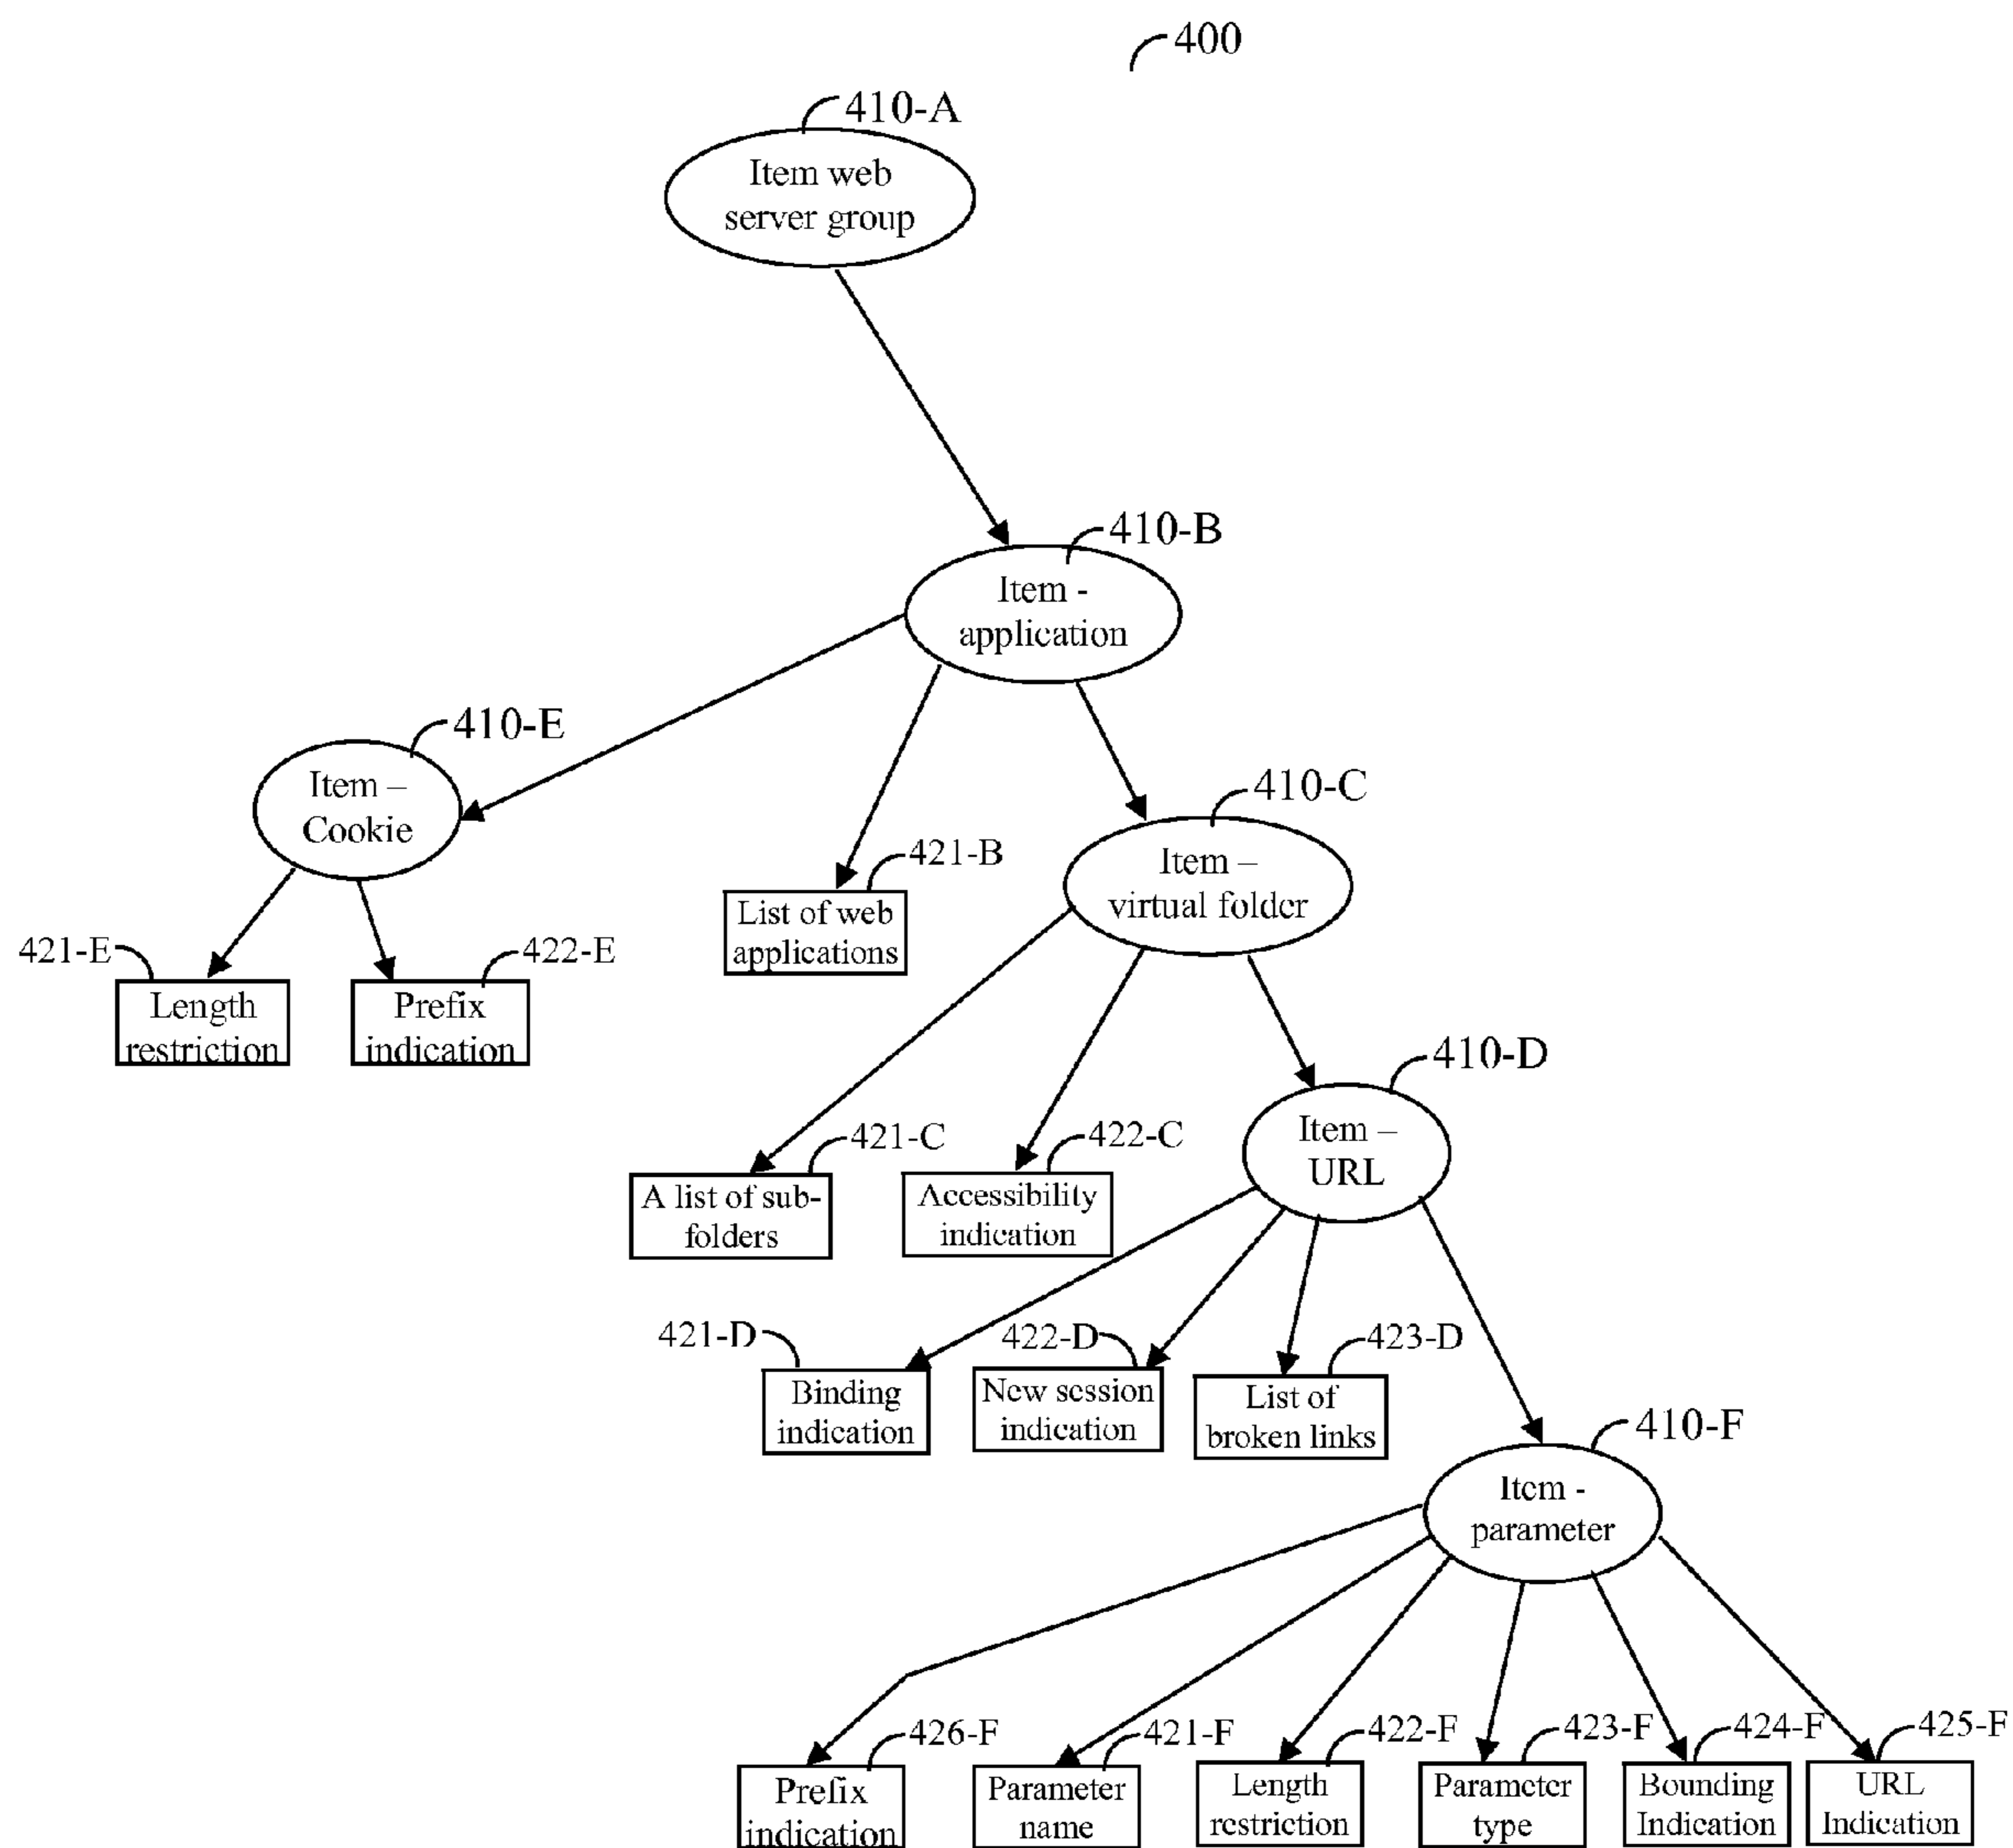 400
410-A
Item web
server group
410-B
Item -
application
410-E
Item –
Cookie
410-C
Item –
virtual folder
421-B
List of web
applications
421-E
Length
restriction
422-E
Prefix
indication
410-D
Item –
URL
421-C
A list of sub-
folders
422-C
Accessibility
indication
421-D
Binding
indication
422-D
New session
indication
423-D
List of
broken links
410-F
Item -
parameter
426-F
Prefix
indication
421-F
Parameter
name
422-F
Length
restriction
423-F
Parameter
type
424-F
Bounding
Indication
425-F
URL
Indication